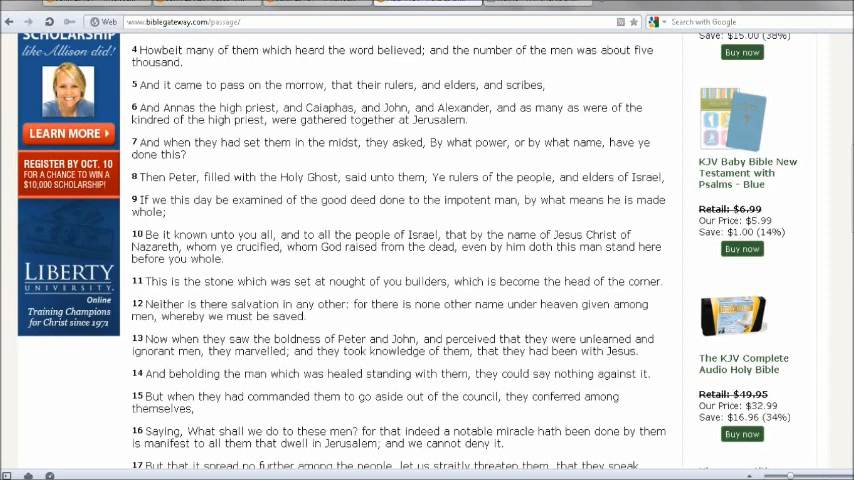 Web
www.biblegateway.com/passage/
Search with Google
SCHOLARSHIP
like Allison did!
LEARN MORE
REGISTER BY OCT. 10
FOR A CHANCE TO WIN
A $10,000 SCHOLARSHIP!
LIBERTY
UNIVERSITY
Online
Training Champions
for Christ since 1971
4 Howbeit many of them which heard the word believed; and the number of the men was about five
thousand.
5 And it came to pass on the morrow, that their rulers, and elders, and scribes,
6 And Annas the high priest, and Caiaphas, and John, and Alexander, and as many as were of the
kindred of the high priest, were gathered together at Jerusalem.
7 And when they had set them in the midst, they asked, By what power, or by what name, have ye
done this?
8 Then Peter, filled with the Holy Ghost, said unto them, Ye rulers of the people, and elders of Israel,
9 If we this day be examined of the good deed done to the impotent man, by what means he is made
whole;
10 Be it known unto you all, and to all the people of Israel, that by the name of Jesus Christ of
Nazareth, whom ye crucified, whom God raised from the dead, even by him doth this man stand here
before you whole.
11 This is the stone which was set at nought of you builders, which is become the head of the corner.
12 Neither is there salvation in any other: for there is none other name under heaven given among
men, whereby we must be saved.
13 Now when they saw the boldness of Peter and John, and perceived that they were unlearned and
ignorant men, they marvelled; and they took knowledge of them, that they had been with Jesus.
14 And beholding the man which was healed standing with them, they could say nothing against it.
15 But when they had commanded them to go aside out of the council, they conferred among
themselves,
16 Saying, What shall we do to these men? for that indeed a notable miracle hath been done by them
is manifest to all them that dwell in Jerusalem; and we cannot deny it.
17 But that it spread no further among the people, let us straitly threaten them, that they speak
Save: $15.00 (38%)
Buy now
KJV Baby Bible New
Testament with
Psalms - Blue
Retail: $6.99
Our Price: $5.99
Save: $1.00 (14%)
Buy now
The KJV Complete
Audio Holy Bible
Retail: $49.95
Our Price: $32.99
Save: $16.96 (34%)
Buy now